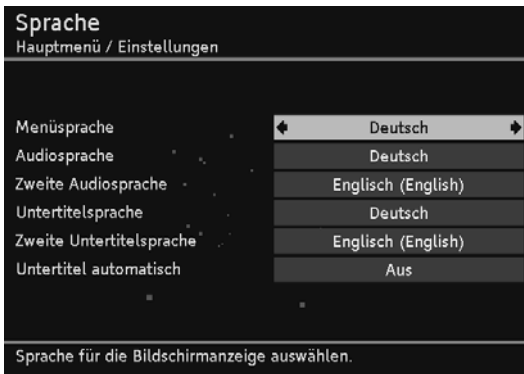 Sprache
Hauptmenü / Einstellungen
Menüsprache Deutsch
Audiosprache Deutsch
Zweite Audiosprache Englisch (English)
Untertitelsprache Deutsch
Zweite Untertitelsprache Englisch (English)
Untertitel automatisch Aus
Sprache für die Bildschirmanzeige auswählen.